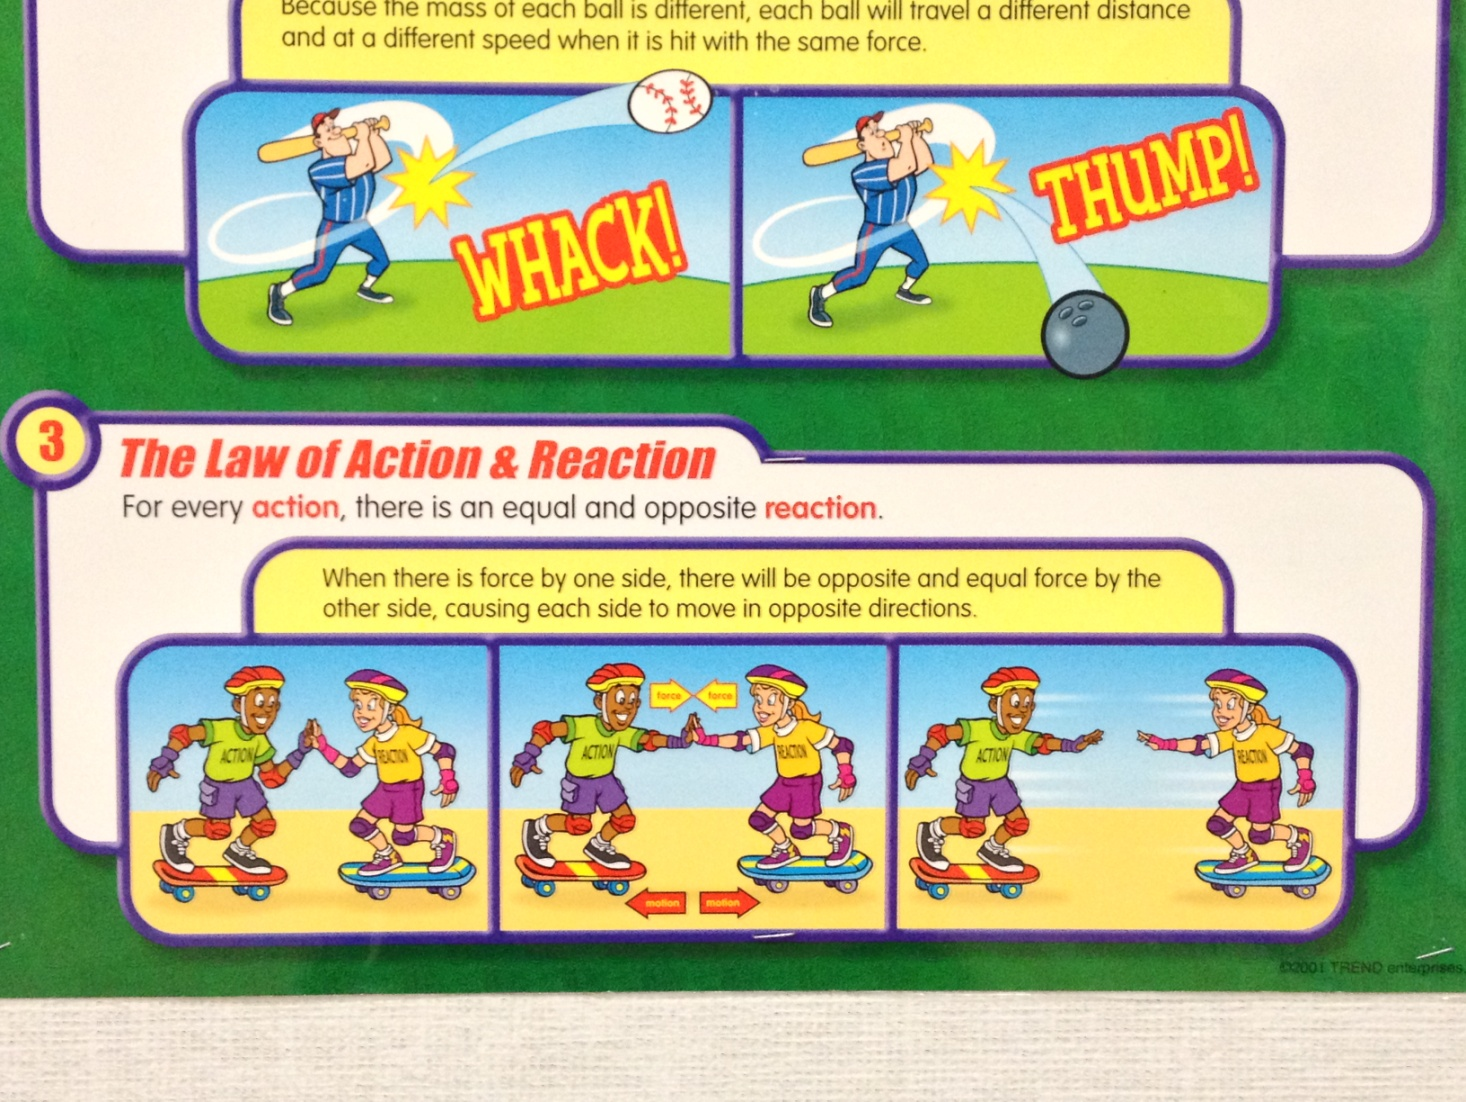 Because the mass of each ball is different, each ball will travel a different distance
and at a different speed when it is hit with the same force.
WHACK!
THUMP!
3
The Law of Action & Reaction
For every action, there is an equal and opposite reaction.
When there is force by one side, there will be opposite and equal force by the
other side, causing each side to move in opposite directions.
ACTION
REACTION
force
force
ACTION
REACTION
motion
motion
ACTION
REACTION
©2001 TREND enterprises,